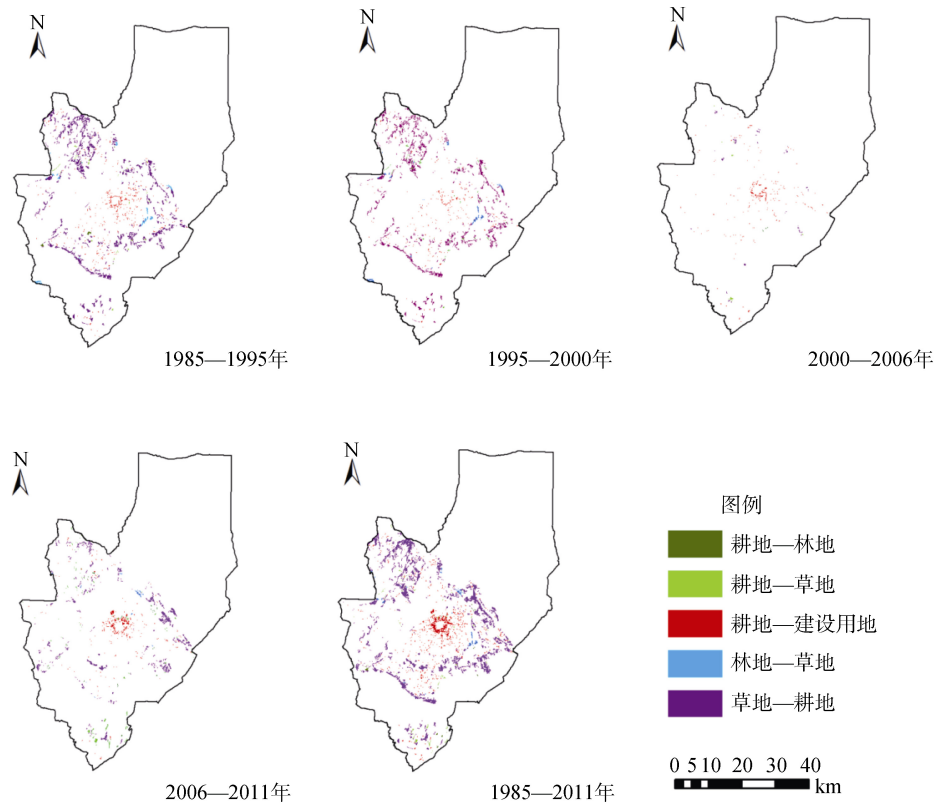 N
N
N
1985—1995年
1995—2000年
2000—2006年
N
N
图例
耕地—林地
耕地—草地
耕地—建设用地
林地—草地
草地—耕地
0 5 10 20 30 40
km
2006—2011年
1985—2011年